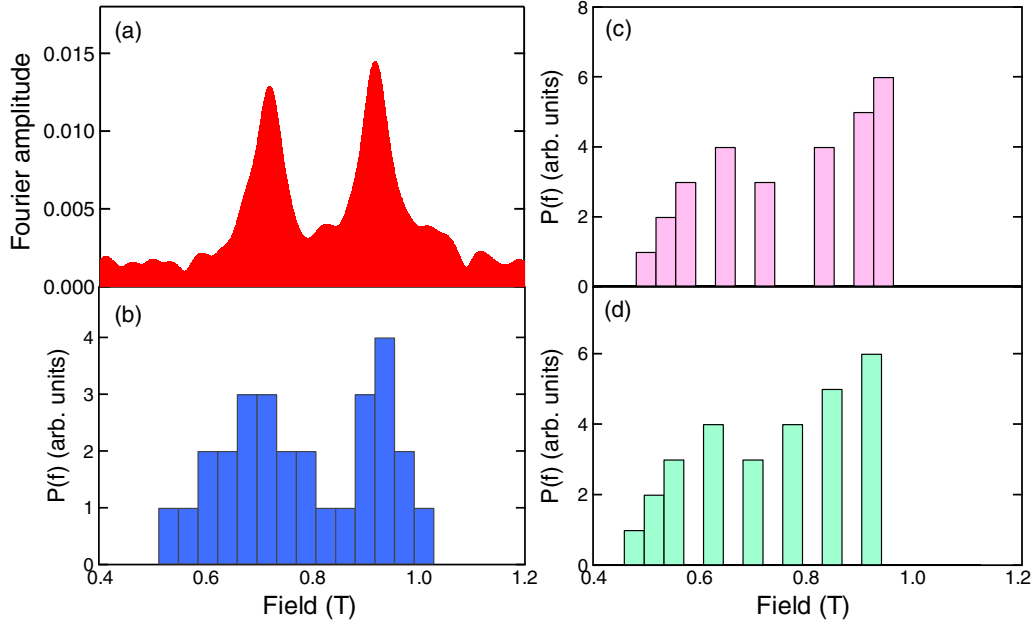 (a)
Fourier amplitude
0.015
0.010
0.005
0.000
(b)
P(f) (arb. units)
4
3
2
1
0
0.4 0.6 0.8 1.0 1.2
Field (T)
(c)
P(f) (arb. units)
8
6
4
2
0
(d)
P(f) (arb. units)
6
4
2
0
0.4 0.6 0.8 1.0 1.2
Field (T)